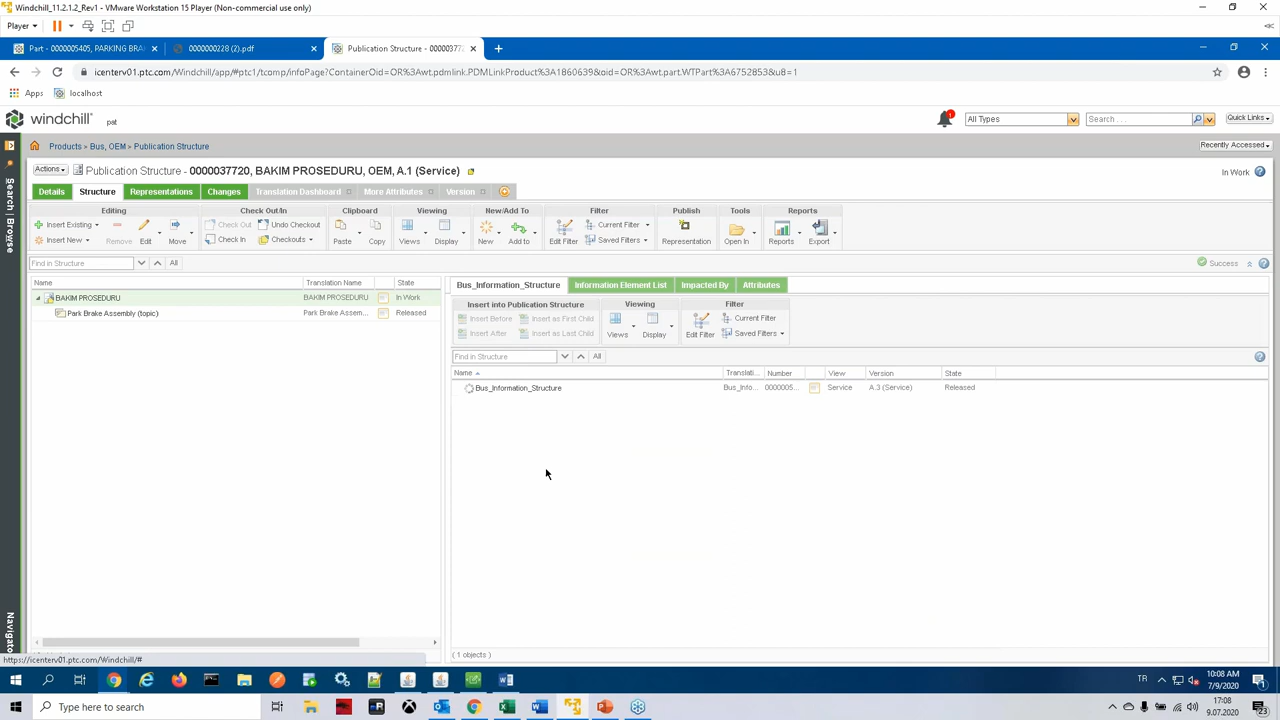 Windchill_11.2.1.2_Rev1 - VMware Workstation 15 Player (Non-commercial use only)
Player
Part - 0000005405, PARKING BRA
0000000228 (2).pdf
Publication Structure - 00000377
icenterv01.ptc.com/Windchill/app/#ptc1/tcomp/infoPage?ContainerOid=OR%3Awt.pdmlink.PDMLinkProduct%3A1860639&oid=OR%3Awt.part.WTPart%3A6752853&u8=1
Apps localhost
windchill pat
1
All Types Search . . . Quick Links
Products > Bus, OEM > Publication Structure
Recently Accessed
Actions Publication Structure - 0000037720, BAKIM PROSEDURU, OEM, A.1 (Service)
In Work
Search | Browse
Details Structure Representations Changes Translation Dashboard More Attributes Version
Editing Check Out/In Clipboard Viewing New/Add To Filter Publish Tools Reports
Insert Existing Check Out Undo Checkout Current Filter
Insert New Remove Edit Move Check In Checkouts Paste Copy Views Display New Add to Edit Filter Saved Filters Representation Open In Reports Export
Find in Structure All
Success
Name Translation Name State
BAKIM PROSEDURU BAKIM PROSEDURU In Work
Park Brake Assembly (topic) Park Brake Assem... Released
Bus_Information_Structure Information Element List Impacted By Attributes
Insert into Publication Structure Viewing Filter
Insert Before Insert as First Child Current Filter
Insert After Insert as Last Child Views Display Edit Filter Saved Filters
Find in Structure All
Name Translati... Number View Version State
Bus_Information_Structure Bus_Info... 0000005... Service A.3 (Service) Released
Navigato
( 1 objects )
https://icenterv01.ptc.com/Windchill/#
TR
10:08 AM
7/9/2020
1
Type here to search
17:08
9.07.2020
23